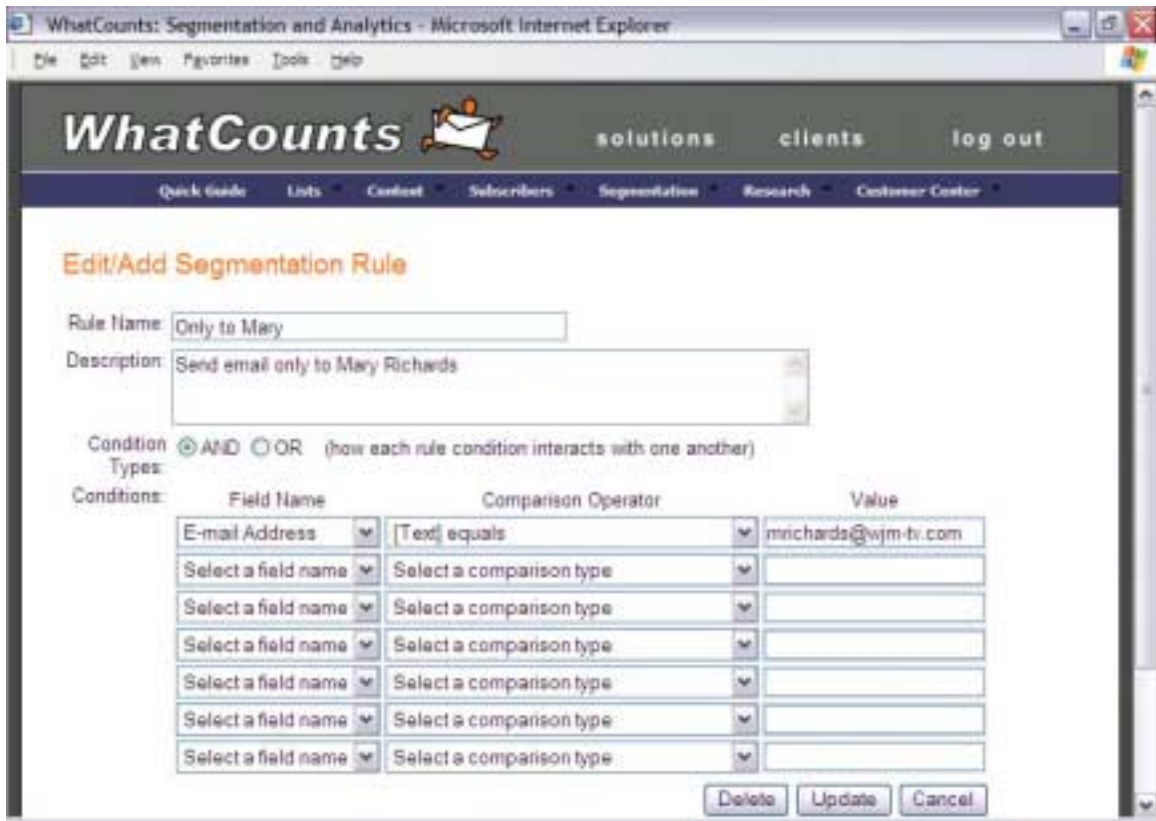 WhatCounts: Segmentation and Analytics - Microsoft Internet Explorer
File Edit View Favorites Tools Help
WhatCounts solutions clients log out
Quick Guide Lists Content Subscribers Segmentation Research Customer Center
Edit/Add Segmentation Rule
Rule Name: Only to Mary
Description: Send email only to Mary Richards
Condition Types: AND OR (how each rule condition interacts with one another)
Conditions: Field Name Comparison Operator Value
E-mail Address [Text] equals mrichards@wjm-tv.com
Select a field name Select a comparison type
Select a field name Select a comparison type
Select a field name Select a comparison type
Select a field name Select a comparison type
Select a field name Select a comparison type
Select a field name Select a comparison type
Delete Update Cancel